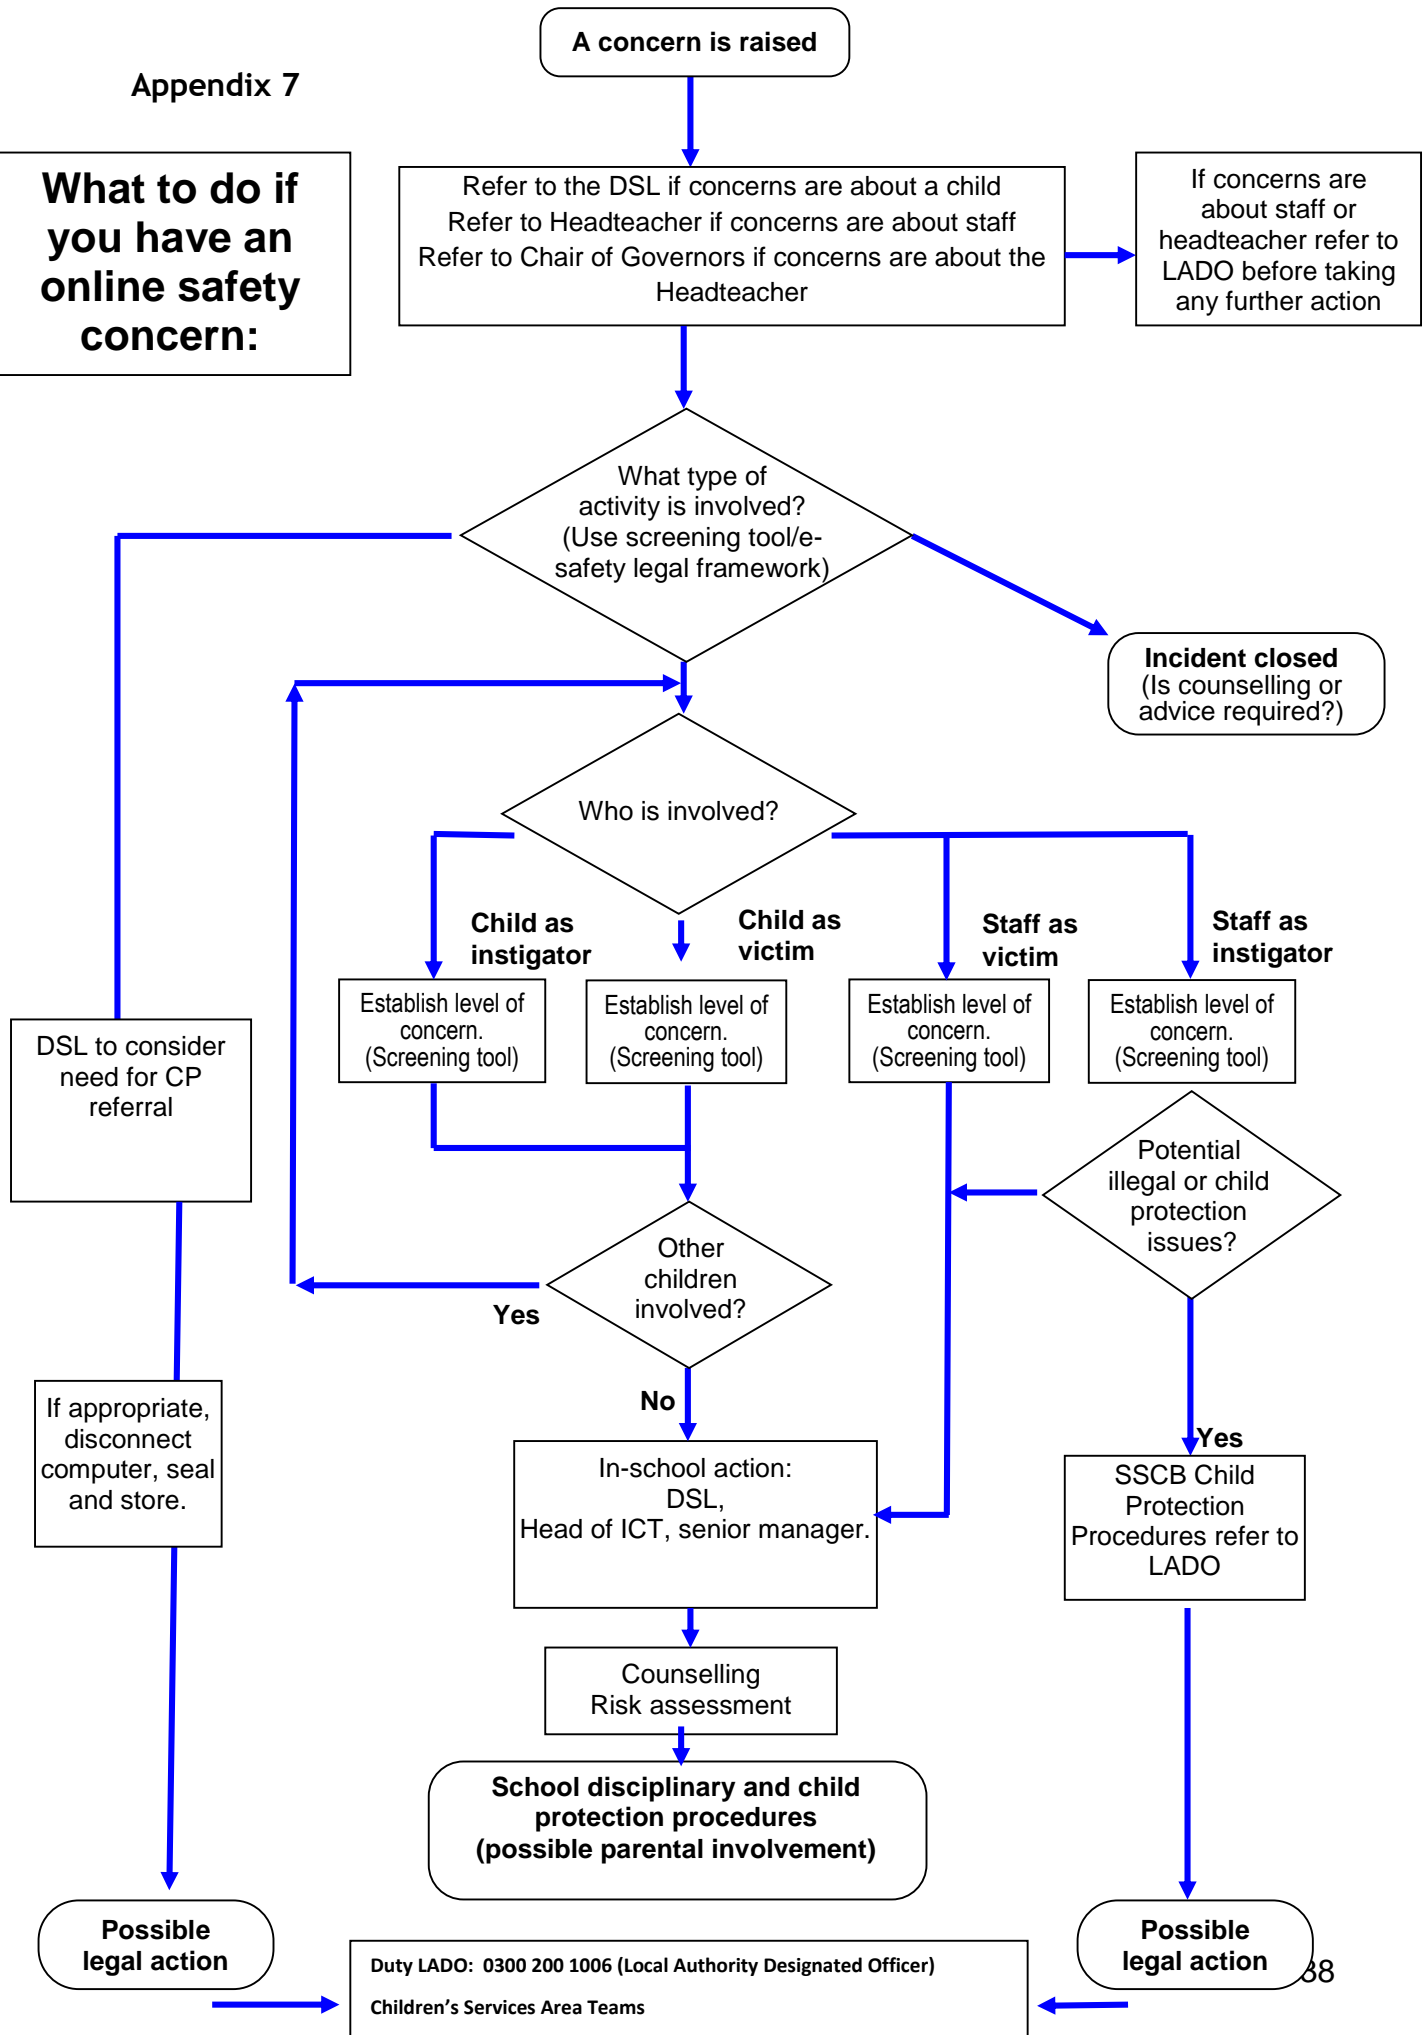 A concern is raised
Appendix 7
What to do if
you have an
online safety
concern:
Refer to the DSL if concerns are about a child
Refer to Headteacher if concerns are about staff
Refer to Chair of Governors if concerns are about the
Headteacher
If concerns are
about staff or
headteacher refer to
LADO before taking
any further action
What type of
activity is involved?
(Use screening tool/e-
safety legal framework)
Incident closed
(Is counselling or
advice required?)
Who is involved?
Child as
instigator
Child as
victim
Staff as
victim
Staff as
instigator
Establish level of
concern.
(Screening tool)
Establish level of
concern.
(Screening tool)
Establish level of
concern.
(Screening tool)
Establish level of
concern.
(Screening tool)
DSL to consider
need for CP
referral
Potential
illegal or child
protection
issues?
Other
children
involved?
Yes
No
Yes
If appropriate,
disconnect
computer, seal
and store.
In-school action:
DSL,
Head of ICT, senior manager.
SSCB Child
Protection
Procedures refer to
LADO
Counselling
Risk assessment
School disciplinary and child
protection procedures
(possible parental involvement)
Possible
legal action
Possible
legal action
38
Duty LADO: 0300 200 1006 (Local Authority Designated Officer)
Children's Services Area Teams